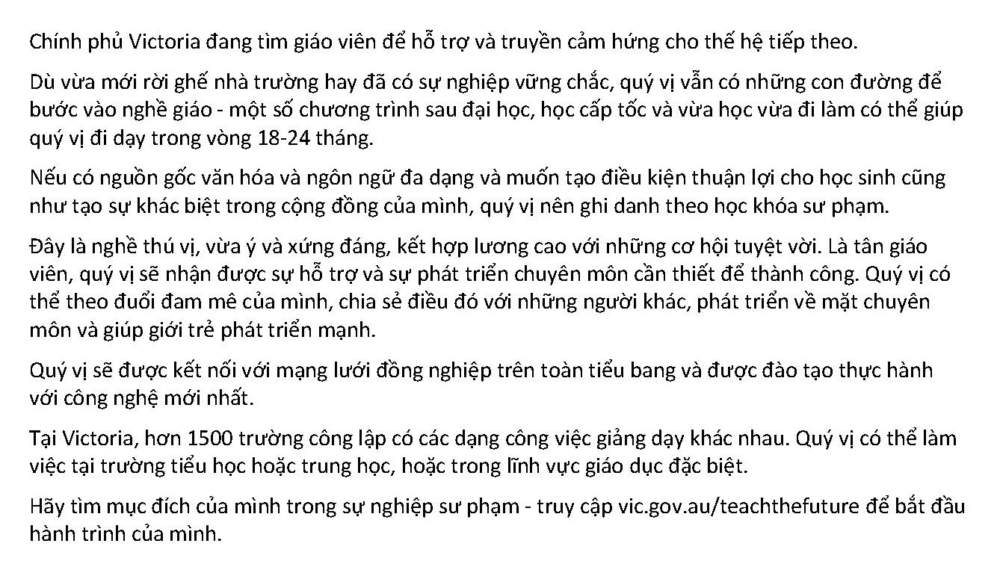 Chính phủ Victoria đang tìm giáo viên để hỗ trợ và truyền cảm hứng cho thế hệ tiếp theo.
Dù vừa mới rời ghế nhà trường hay đã có sự nghiệp vững chắc, quý vị vẫn có những con đường để
bước vào nghề giáo - một số chương trình sau đại học, học cấp tốc và vừa học vừa đi làm có thể giúp
quý vị đi dạy trong vòng 18-24 tháng.
Nếu có nguồn gốc văn hóa và ngôn ngữ đa dạng và muốn tạo điều kiện thuận lợi cho học sinh cũng
như tạo sự khác biệt trong cộng đồng của mình, quý vị nên ghi danh theo học khóa sư phạm.
Đây là nghề thú vị, vừa ý và xứng đáng, kết hợp lương cao với những cơ hội tuyệt vời. Là tân giáo
viên, quý vị sẽ nhận được sự hỗ trợ và sự phát triển chuyên môn cần thiết để thành công. Quý vị có
thể theo đuổi đam mê của mình, chia sẻ điều đó với những người khác, phát triển về mặt chuyên
môn và giúp giới trẻ phát triển mạnh.
Quý vị sẽ được kết nối với mạng lưới đồng nghiệp trên toàn tiểu bang và được đào tạo thực hành
với công nghệ mới nhất.
Tại Victoria, hơn 1500 trường công lập có các dạng công việc giảng dạy khác nhau. Quý vị có thể làm
việc tại trường tiểu học hoặc trung học, hoặc trong lĩnh vực giáo dục đặc biệt.
Hãy tìm mục đích của mình trong sự nghiệp sư phạm - truy cập vic.gov.au/teachthefuture để bắt đầu
hành trình của mình.